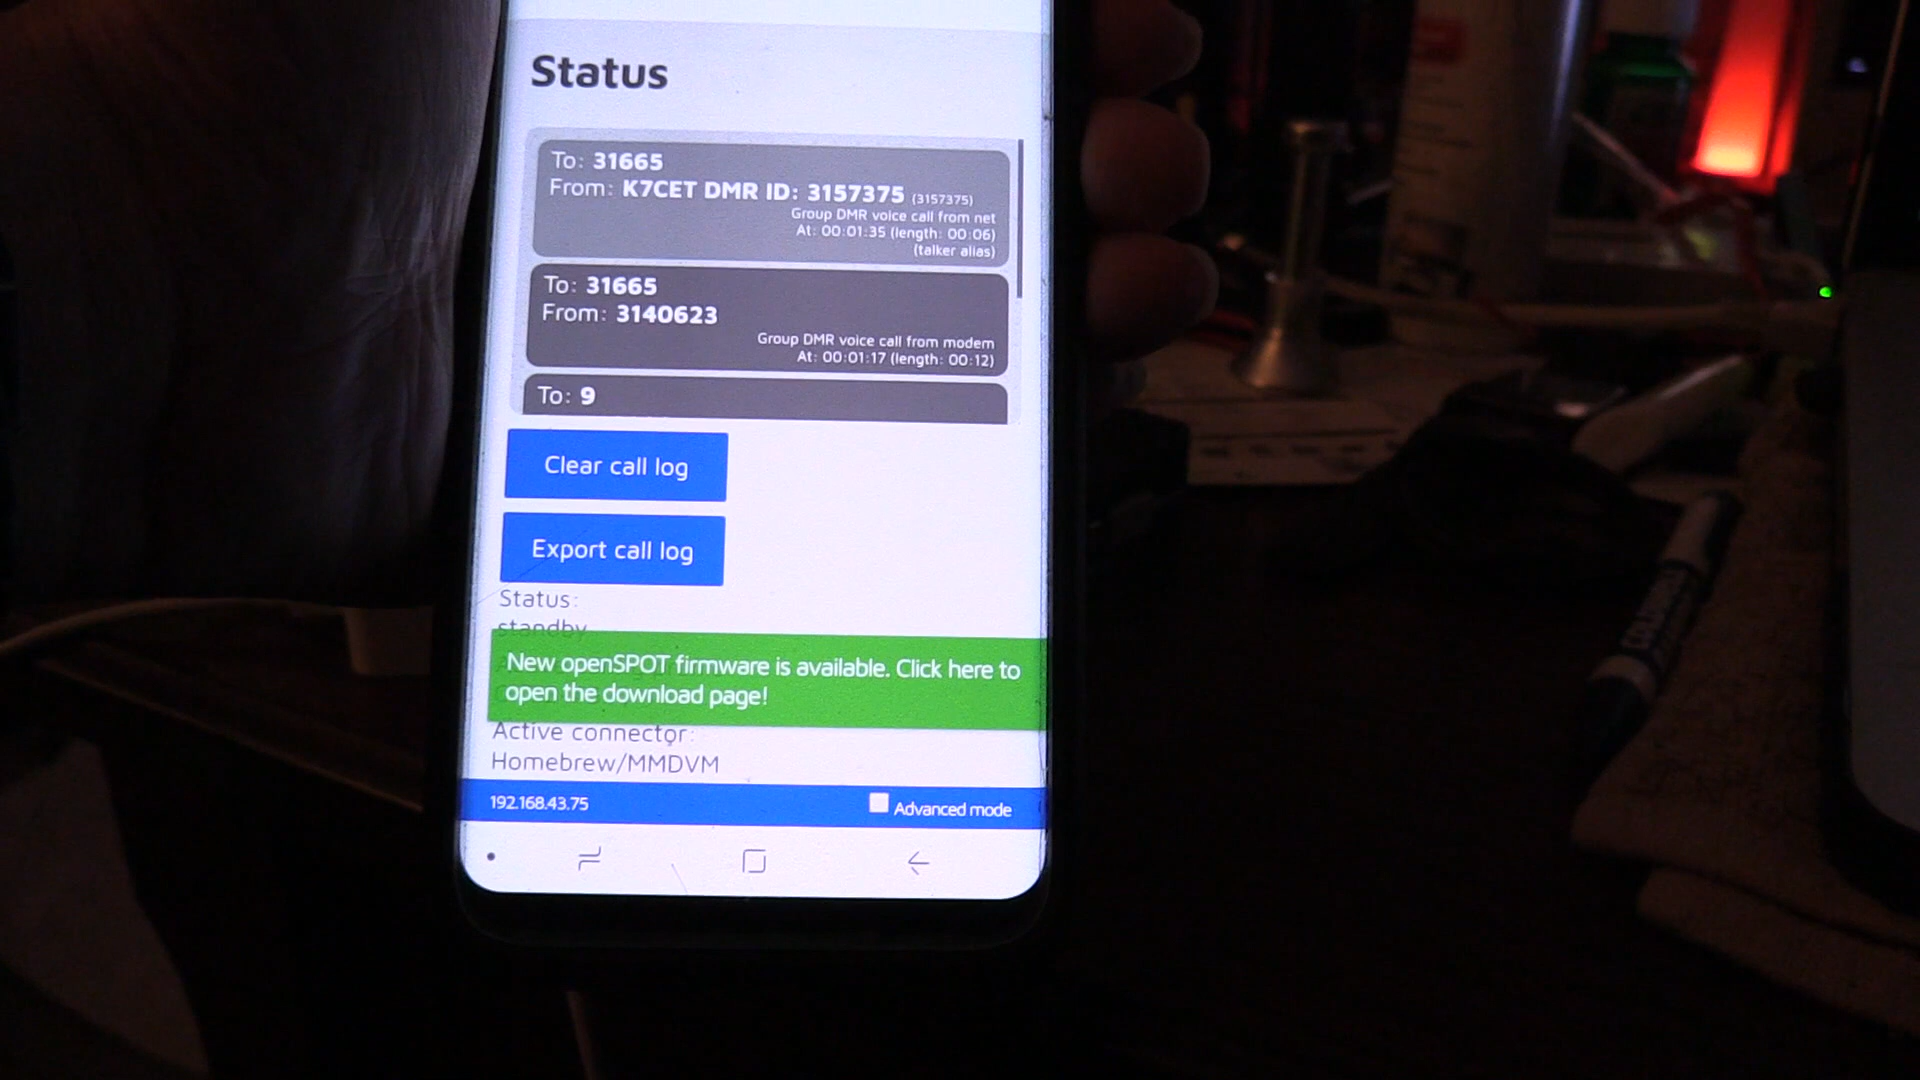 Status
To: 31665
From: K7CET DMR ID: 3157375 (3157375)
Group DMR voice call from net
At: 00:01:35 (length: 00:06)
(talker alias)
To: 31665
From: 3140623
Group DMR voice call from modem
At: 00:01:17 (length: 00:12)
To: 9
Clear call log
Export call log
Status:
standby
New openSPOT firmware is available. Click here to
open the download page!
Active connector:
Homebrew/MMDVM
192.168.43.75
Advanced mode